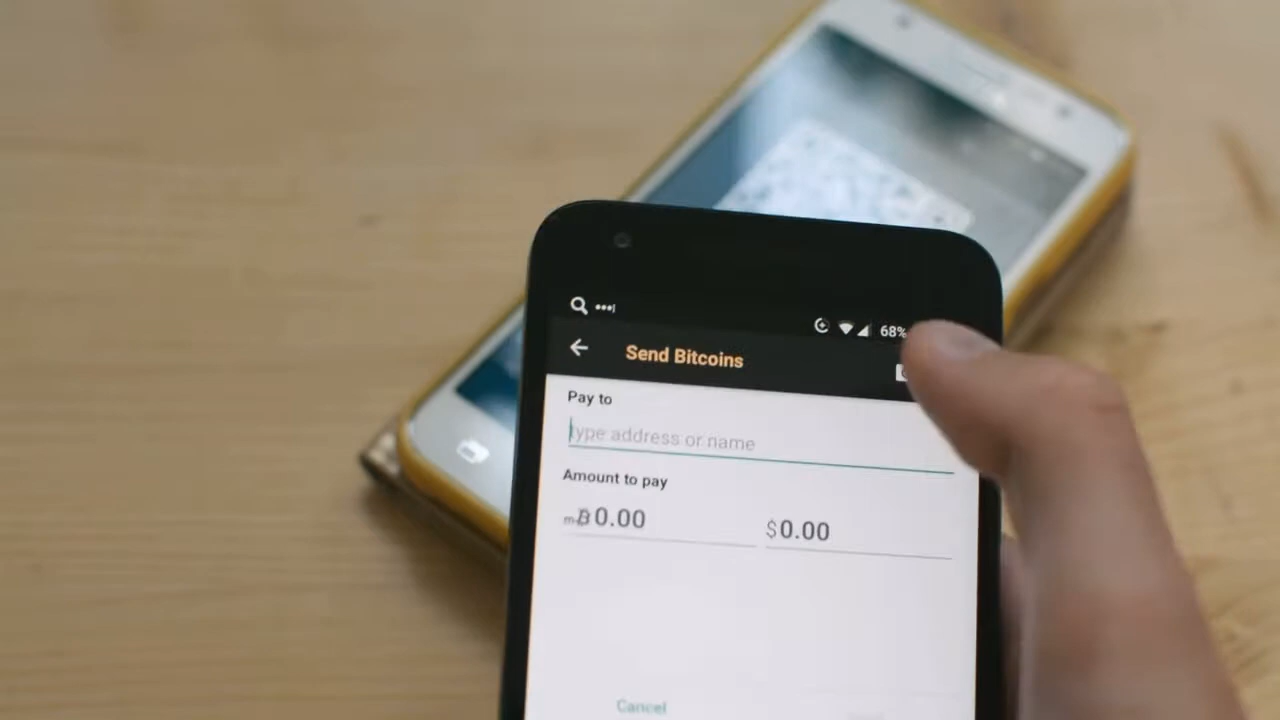 68%
Send Bitcoins
Pay to
Type address or name
Amount to pay
m₿0.00 $0.00
Cancel